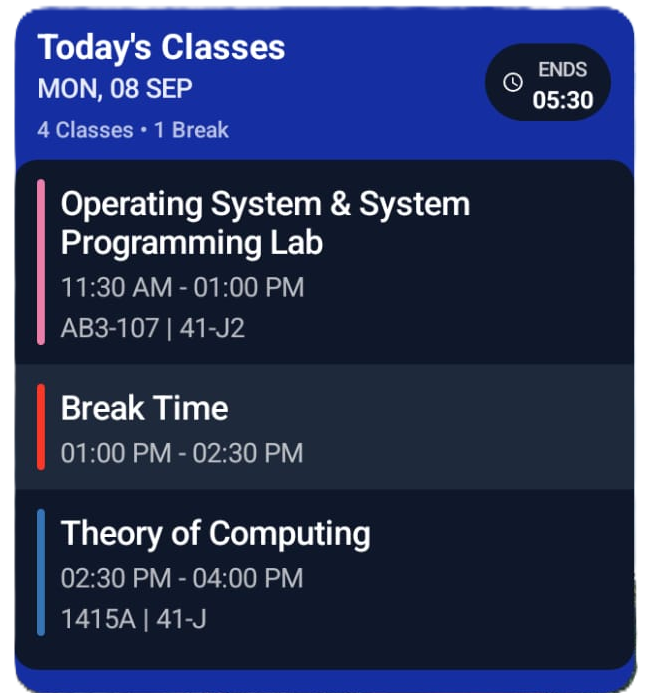 Today's Classes
MON, 08 SEP
4 Classes • 1 Break
ENDS
05:30
Operating System & System
Programming Lab
11:30 AM - 01:00 PM
AB3-107 | 41-J2
Break Time
01:00 PM - 02:30 PM
Theory of Computing
02:30 PM - 04:00 PM
1415A | 41-J